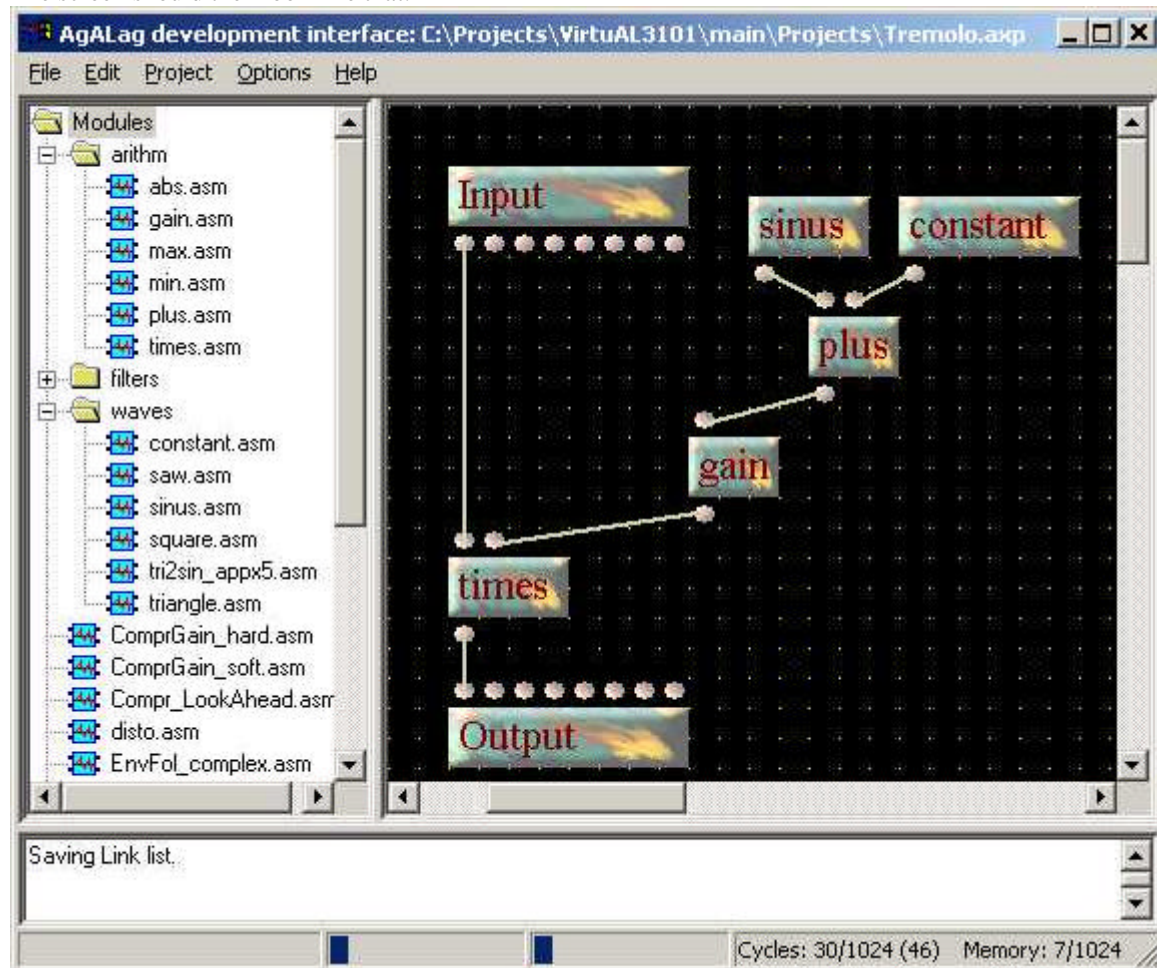 AgALag development interface: C:\Projects\VirtuAL3101\main\Projects\Tremolo.axp
File Edit Project Options Help
Modules
arithm
abs.asm
gain.asm
max.asm
min.asm
plus.asm
times.asm
filters
waves
constant.asm
saw.asm
sinus.asm
square.asm
tri2sin_appx5.asm
triangle.asm
ComprGain_hard.asm
ComprGain_soft.asm
Compr_LookAhead.asm
disto.asm
EnvFol_complex.asm
Input
sinus
constant
plus
gain
times
Output
Saving Link list.
Cycles: 30/1024 (46) Memory: 7/1024